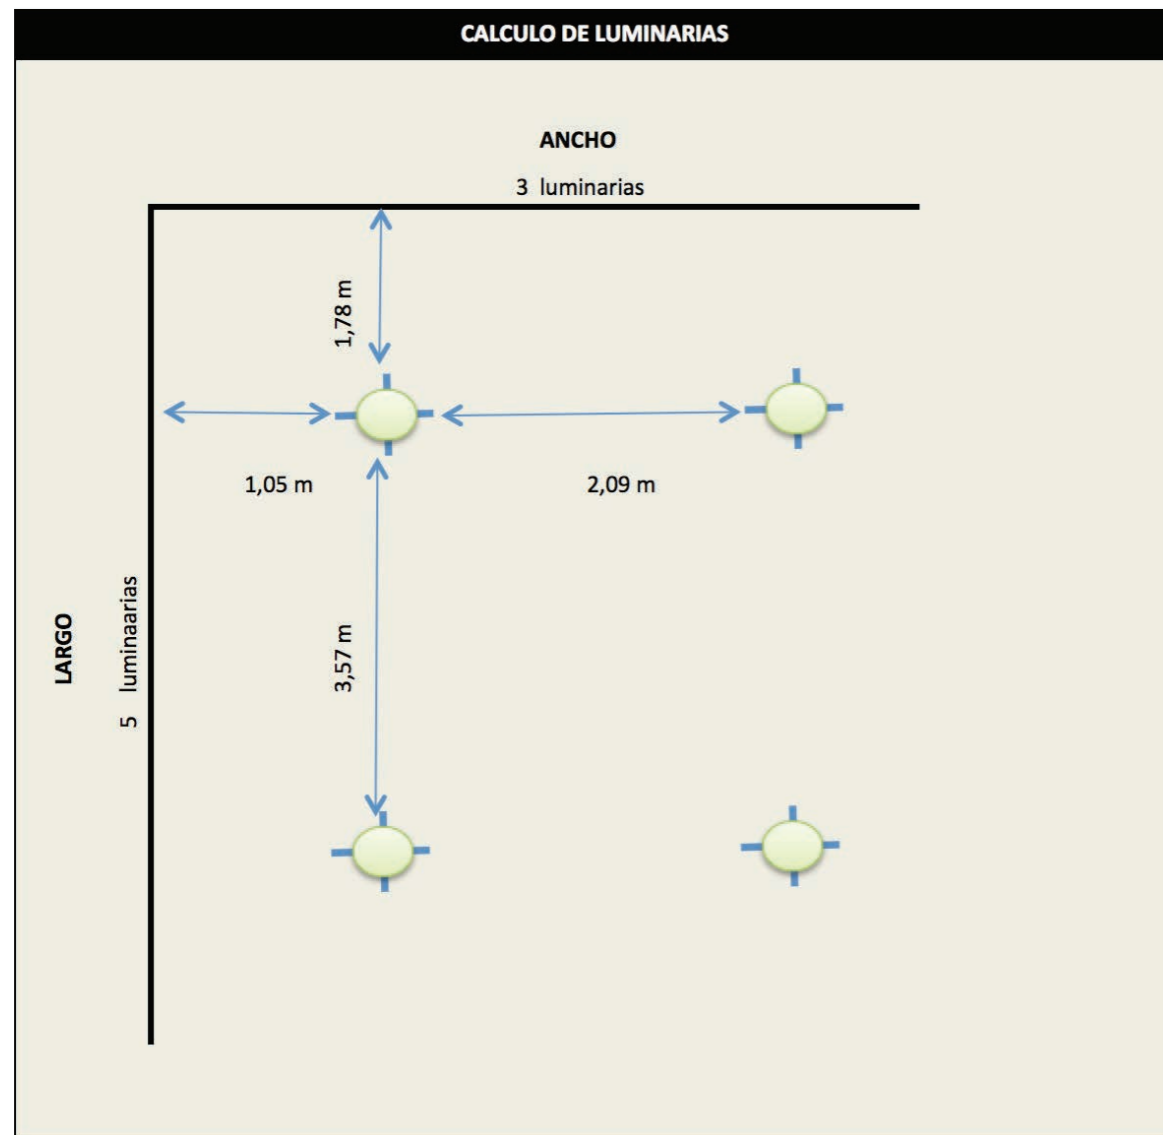 CALCULO DE LUMINARIAS
ANCHO
3 luminarias
1,78 m
1,05 m
2,09 m
LARGO
5 luminaarias
3,57 m